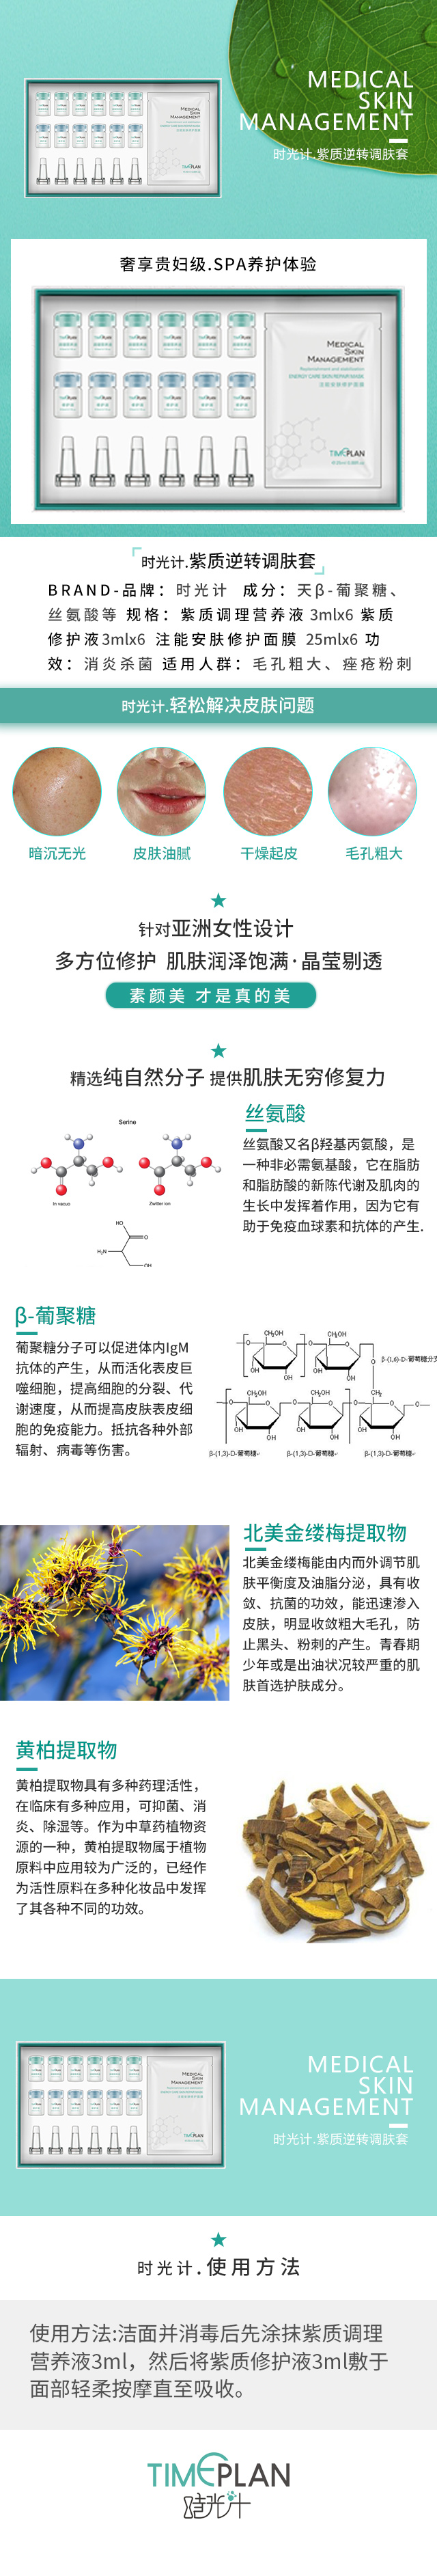 MEDICAL
SKIN
MANAGEMENT
时光计.紫质逆转调肤套
奢享贵妇级.SPA养护体验
MEDICAL
SKIN
MANAGEMENT
Replenishment and stabilization
ENERGY CARE SKIN REPAIR MASK
注能安肤修护面膜
TIMEPLAN
时光计.紫质逆转调肤套
BRAND-品牌：时光计 成分：天β-葡聚糖、
丝氨酸等 规格：紫质调理营养液 3mlx6 紫质
修护液3mlx6 注能安肤修护面膜 25mlx6 功
效：消炎杀菌 适用人群：毛孔粗大、痤疮粉刺
时光计.轻松解决皮肤问题
暗沉无光 皮肤油腻 干燥起皮 毛孔粗大
针对亚洲女性设计
多方位修护 肌肤润泽饱满·晶莹剔透
素颜美 才是真的美
精选纯自然分子 提供肌肤无穷修复力
丝氨酸
丝氨酸又名β羟基丙氨酸，是
一种非必需氨基酸，它在脂肪
和脂肪酸的新陈代谢及肌肉的
生长中发挥着作用，因为它有
助于免疫血球素和抗体的产生.
Serine
In vacuo Zwitter ion
HO
O
H₂N
OH
β-葡聚糖
葡聚糖分子可以促进体内IgM
抗体的产生，从而活化表皮巨
噬细胞，提高细胞的分裂、代
谢速度，从而提高皮肤表皮细
胞的免疫能力。抵抗各种外部
辐射、病毒等伤害。
CH₂OH CH₂OH
β-(1,6)-D-葡萄糖分支
CH₂OH CH₂OH CH₂
β-(1,3)-D-葡萄糖 β-(1,3)-D-葡萄糖 β-(1,3)-D-葡萄糖
北美金缕梅提取物
北美金缕梅能由内而外调节肌
肤平衡度及油脂分泌，具有收
敛、抗菌的功效，能迅速渗入
皮肤，明显收敛粗大毛孔，防
止黑头、粉刺的产生。青春期
少年或是出油状况较严重的肌
肤首选护肤成分。
黄柏提取物
黄柏提取物具有多种药理活性，
在临床有多种应用，可抑菌、消
炎、除湿等。作为中草药植物资
源的一种，黄柏提取物属于植物
原料中应用较为广泛的，已经作
为活性原料在多种化妆品中发挥
了其各种不同的功效。
MEDICAL
SKIN
MANAGEMENT
时光计.紫质逆转调肤套
时光计.使用方法
使用方法:洁面并消毒后先涂抹紫质调理
营养液3ml，然后将紫质修护液3ml敷于
面部轻柔按摩直至吸收。
TIMEPLAN
时光计